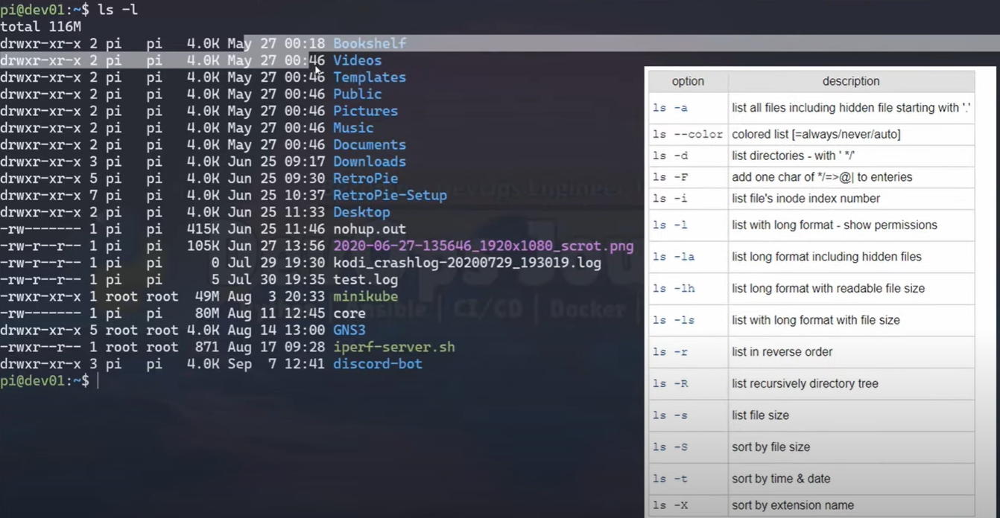 pi@dev01:~$ ls -l
total 116M
drwxr-xr-x 2 pi pi 4.0K May 27 00:18 Bookshelf
drwxr-xr-x 2 pi pi 4.0K May 27 00:46 Videos
drwxr-xr-x 2 pi pi 4.0K May 27 00:46 Templates
drwxr-xr-x 2 pi pi 4.0K May 27 00:46 Public
drwxr-xr-x 2 pi pi 4.0K May 27 00:46 Pictures
drwxr-xr-x 2 pi pi 4.0K May 27 00:46 Music
drwxr-xr-x 2 pi pi 4.0K May 27 00:46 Documents
drwxr-xr-x 3 pi pi 4.0K Jun 25 09:17 Downloads
drwxr-xr-x 5 pi pi 4.0K Jun 25 09:30 RetroPie
drwxr-xr-x 7 pi pi 4.0K Jun 25 10:37 RetroPie-Setup
drwxr-xr-x 2 pi pi 4.0K Jun 25 11:33 Desktop
-rw------- 1 pi pi 415K Jun 25 11:46 nohup.out
-rw-r--r-- 1 pi pi 105K Jun 27 13:56 2020-06-27-135646_1920x1080_scrot.png
-rw-r--r-- 1 pi pi 0 Jul 29 19:30 kodi_crashlog-20200729_193019.log
-rw-r--r-- 1 pi pi 5 Jul 30 19:35 test.log
-rwxr-xr-x 1 root root 49M Aug 3 20:33 minikube
-rw------- 1 pi pi 80M Aug 11 12:45 core
drwxr-xr-x 5 root root 4.0K Aug 14 13:00 GNS3
-rwxr--r-- 1 root root 871 Aug 17 09:28 iperf-server.sh
drwxr-xr-x 3 pi pi 4.0K Sep 7 12:41 discord-bot
pi@dev01:~$
DevOps Engineer
DevOps Jou
Ansible | CI/CD | Docker |
option description
ls -a list all files including hidden file starting with '.'
ls --color colored list [=always/never/auto]
ls -d list directories - with ' */'
ls -F add one char of */=>@| to enteries
ls -i list file's inode index number
ls -l list with long format - show permissions
ls -la list long format including hidden files
ls -lh list long format with readable file size
ls -ls list with long format with file size
ls -r list in reverse order
ls -R list recursively directory tree
ls -s list file size
ls -S sort by file size
ls -t sort by time & date
ls -X sort by extension name